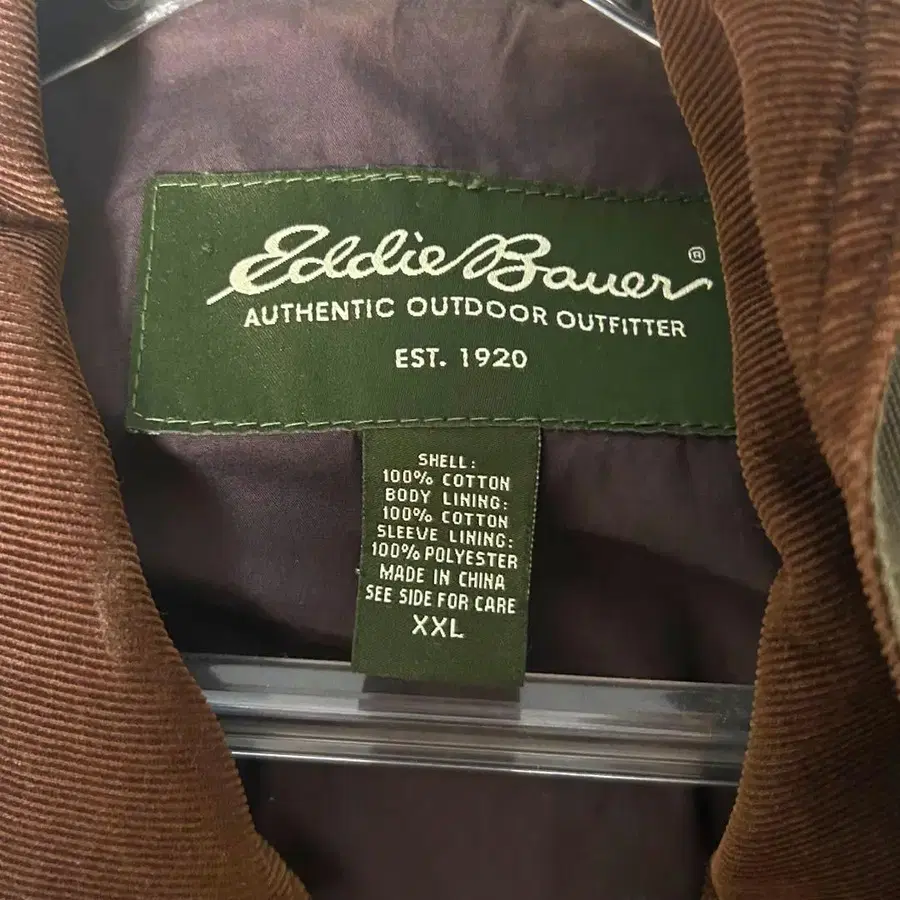 Eddie Bauer®
AUTHENTIC OUTDOOR OUTFITTER
EST. 1920
SHELL:
100% COTTON
BODY LINING:
100% COTTON
SLEEVE LINING:
100% POLYESTER
MADE IN CHINA
SEE SIDE FOR CARE
XXL